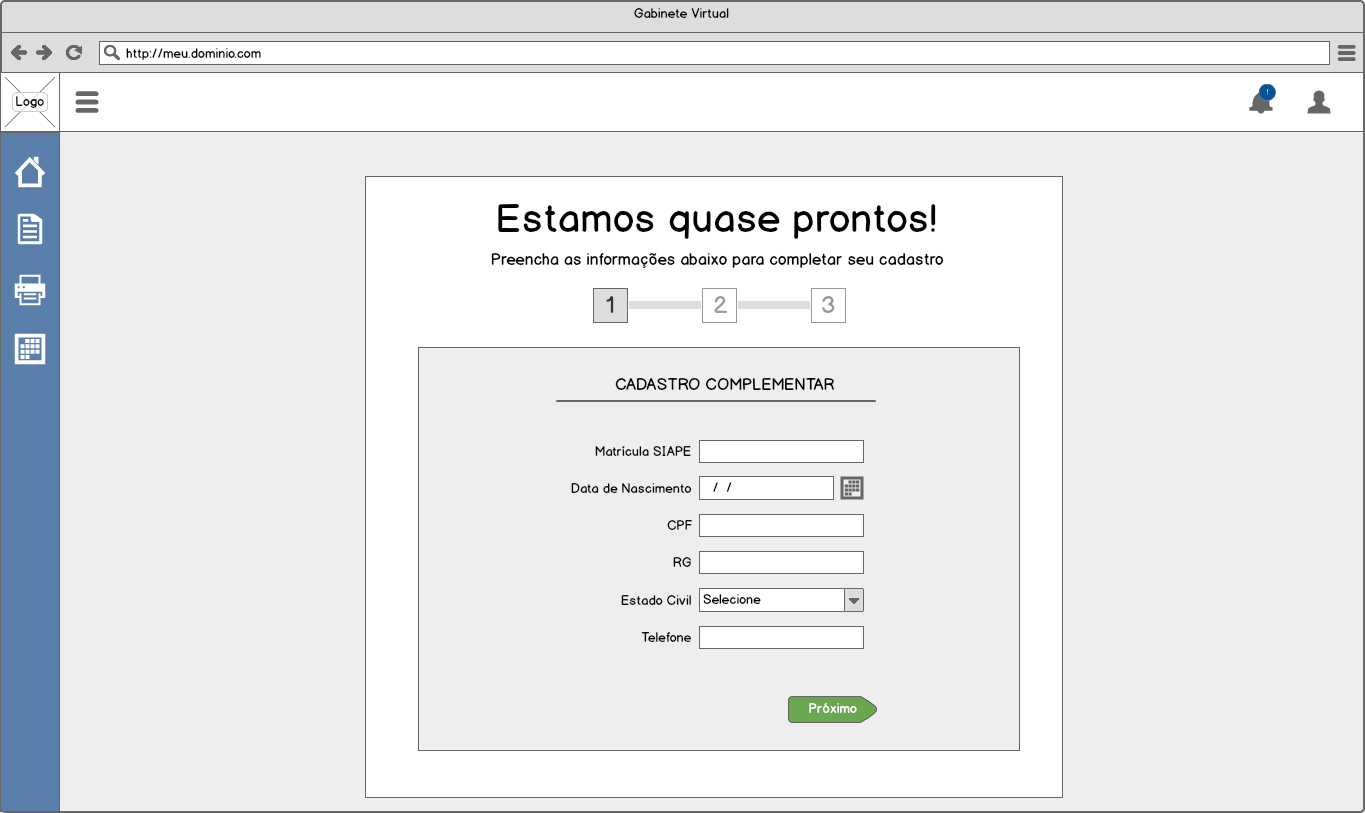 Gabinete Virtual
http://meu.dominio.com
Logo
!
Estamos quase prontos!
Preencha as informações abaixo para completar seu cadastro
1 2 3
CADASTRO COMPLEMENTAR
Matrícula SIAPE
Data de Nascimento / /
CPF
RG
Estado Civil Selecione
Telefone
Próximo